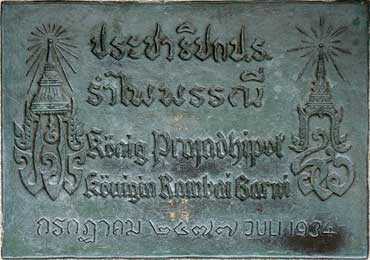 ประชาธิปก ป.ร.
รำไพพรรณี
König Prajadhipok
Königin Rambai Barni
กรกฎาคม ๒๔๗๗ JULI 1934